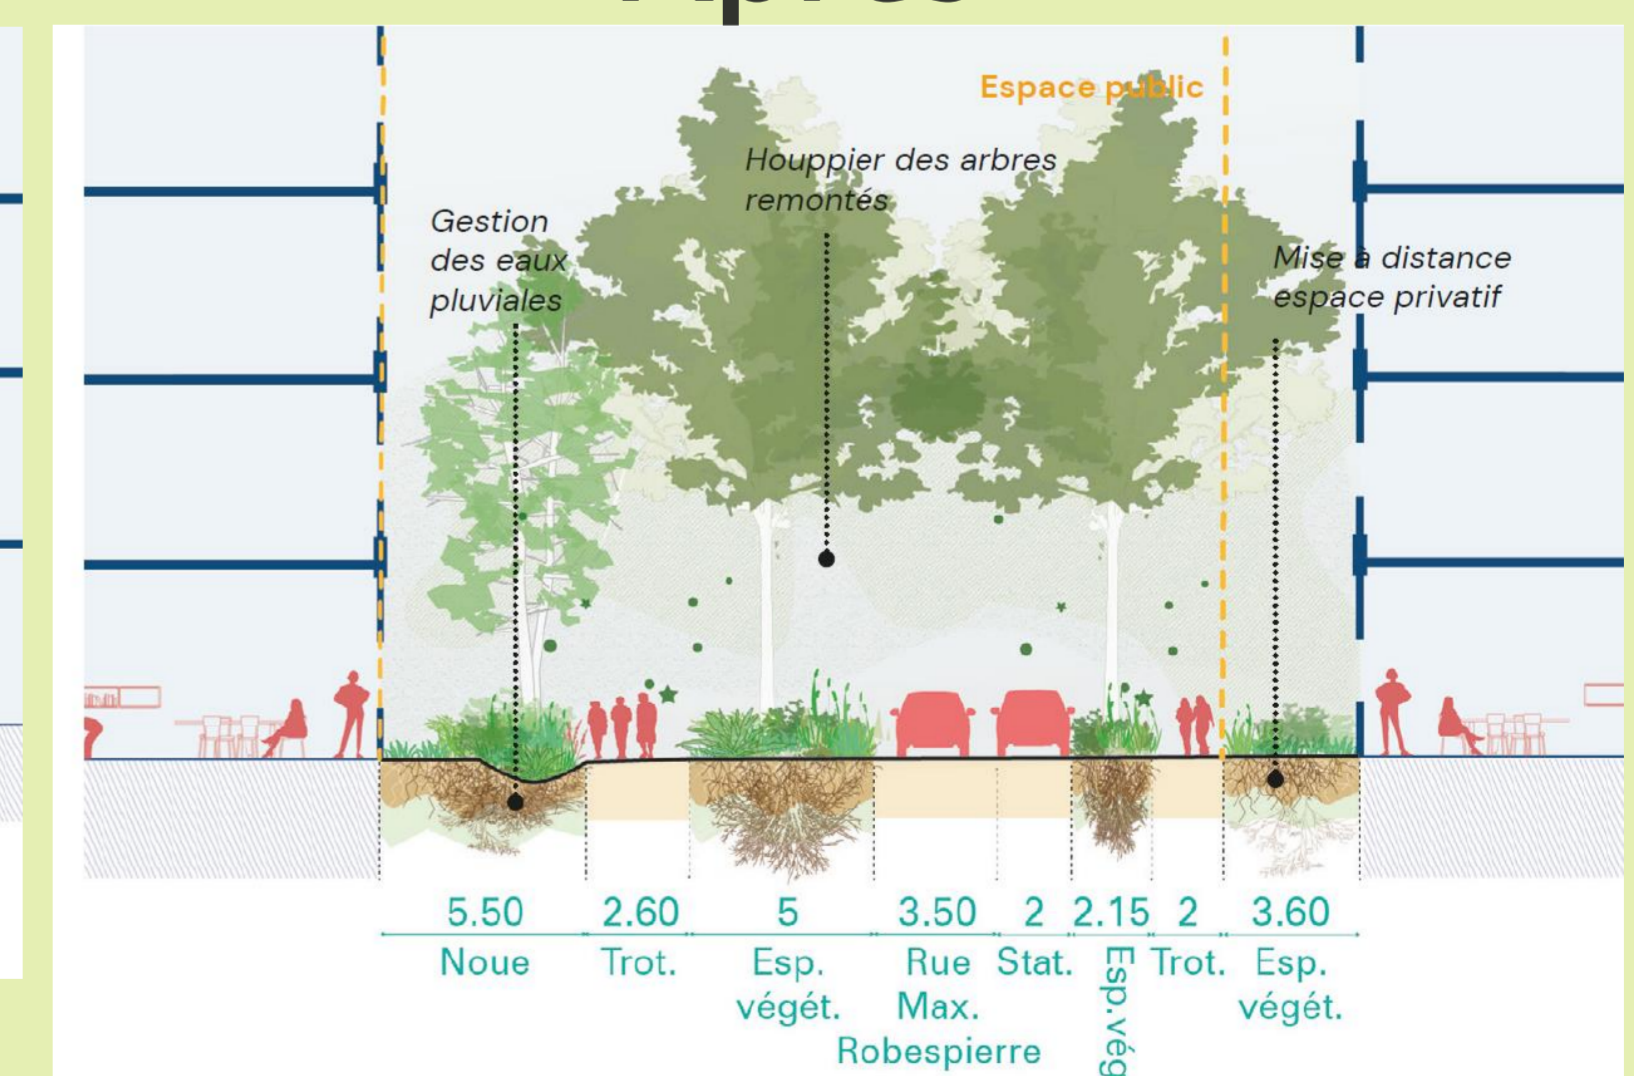 Après
Espace public
Houppier des arbres
remontés
Gestion
des eaux
pluviales
Mise à distance
espace privatif
5.50 2.60 5 3.50 2 2.15 2 3.60
Noue Trot. Esp. Rue Stat. Esp.vég Trot. Esp.
végét. Max. végét.
Robespierre